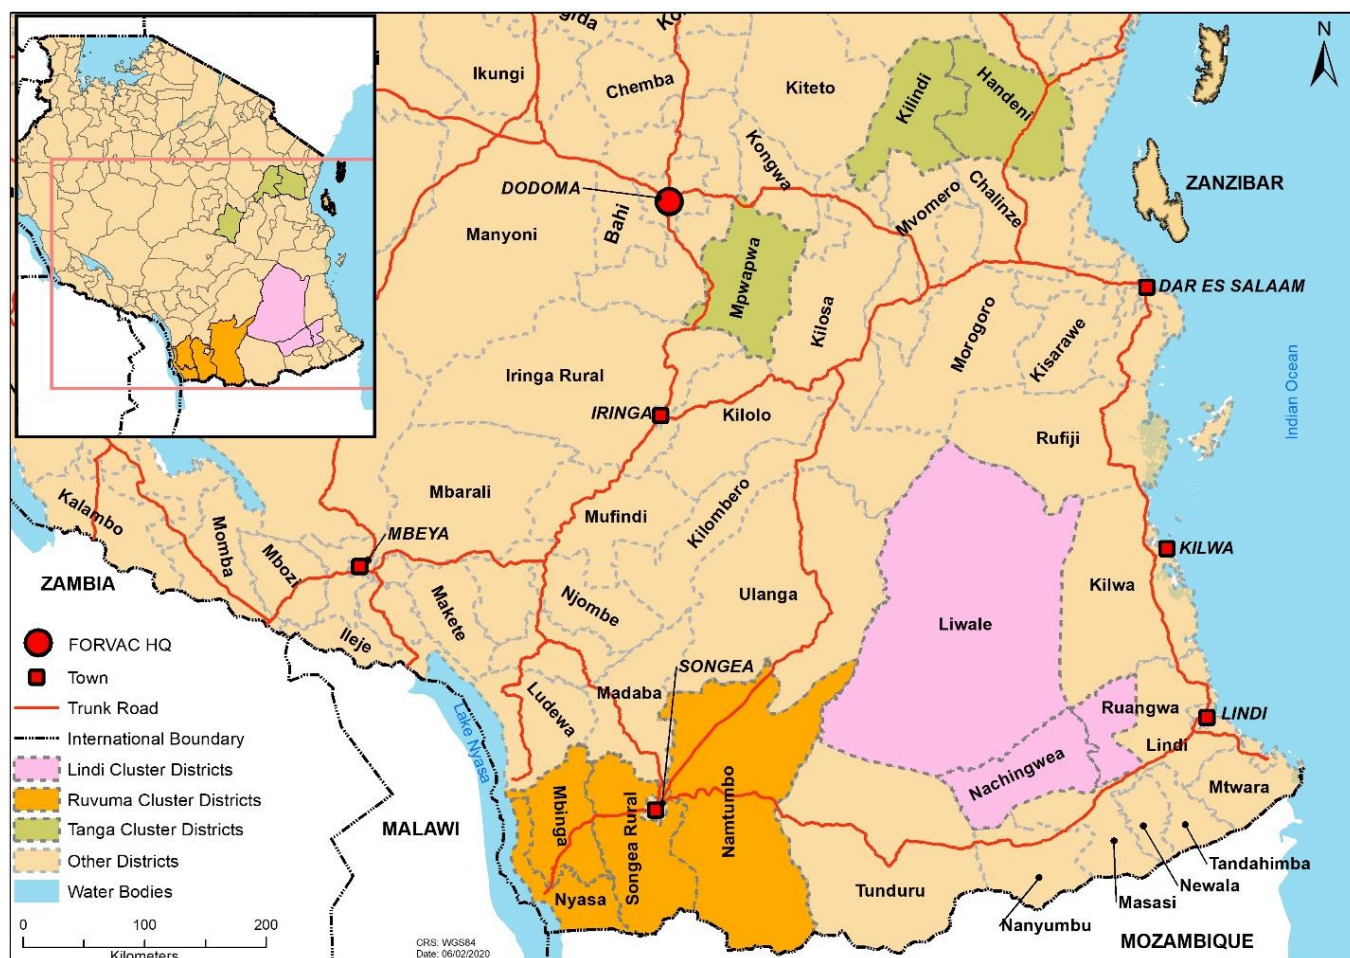 N
Ikungi
Chemba
Kiteto
Kilindi
Handeni
Kongwa
DODOMA
ZANZIBAR
Bahi
Manyoni
Mvomero
Chalinze
Mpwapwa
DAR ES SALAAM
Kilosa
Morogoro
Kisarawe
Iringa Rural
IRINGA
Kilolo
Rufiji
Indian Ocean
Mbarali
Kalambo
Momba
Mbozi
MBEYA
Mufindi
Kilombero
KILWA
ZAMBIA
Ileje
Makete
Njombe
Ulanga
Liwale
Kilwa
SONGEA
Ludewa
Madaba
Lake Nyasa
Ruangwa
LINDI
Lindi
Nachingwea
Mtwara
Mbinga
Songea Rural
Namtumbo
MALAWI
Nyasa
Tunduru
Nanyumbu
Masasi
Newala
Tandahimba
MOZAMBIQUE
FORVAC HQ
Town
Trunk Road
International Boundary
Lindi Cluster Districts
Ruvuma Cluster Districts
Tanga Cluster Districts
Other Districts
Water Bodies
0 100 200
Kilometers
CRS: WGS84
Date: 06/02/2020